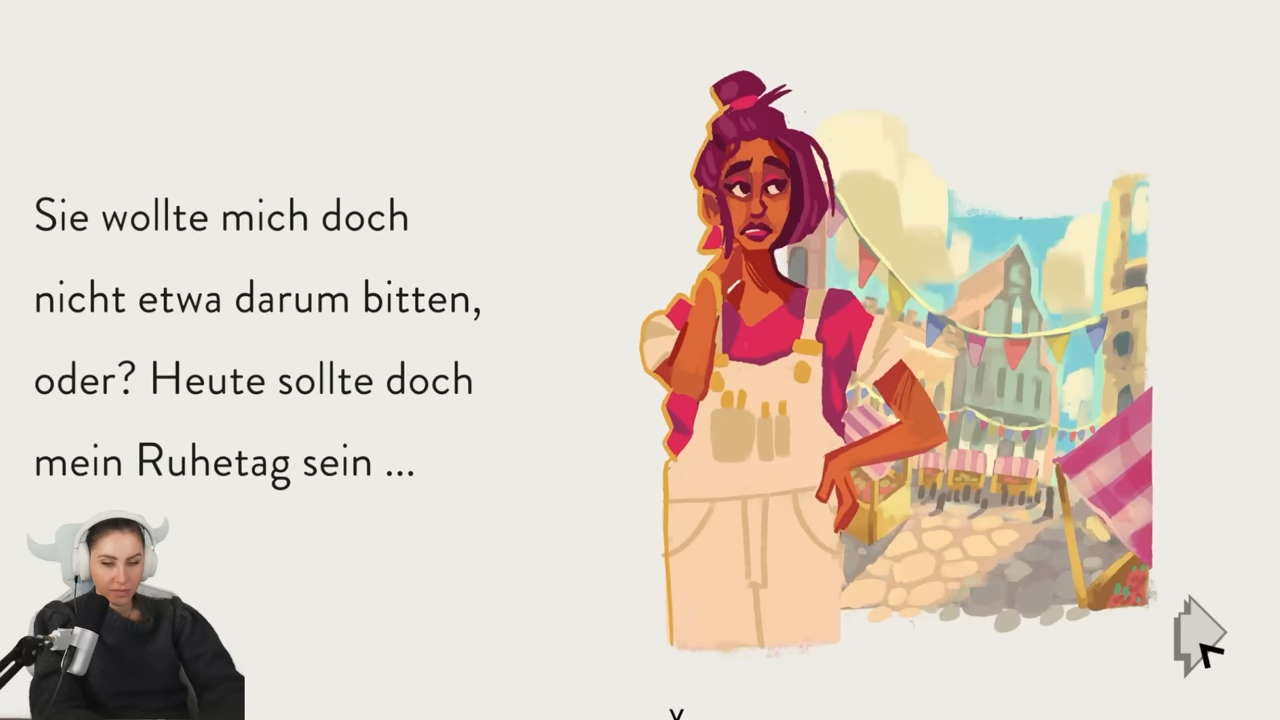 Sie wollte mich doch
nicht etwa darum bitten,
oder? Heute sollte doch
mein Ruhetag sein ...